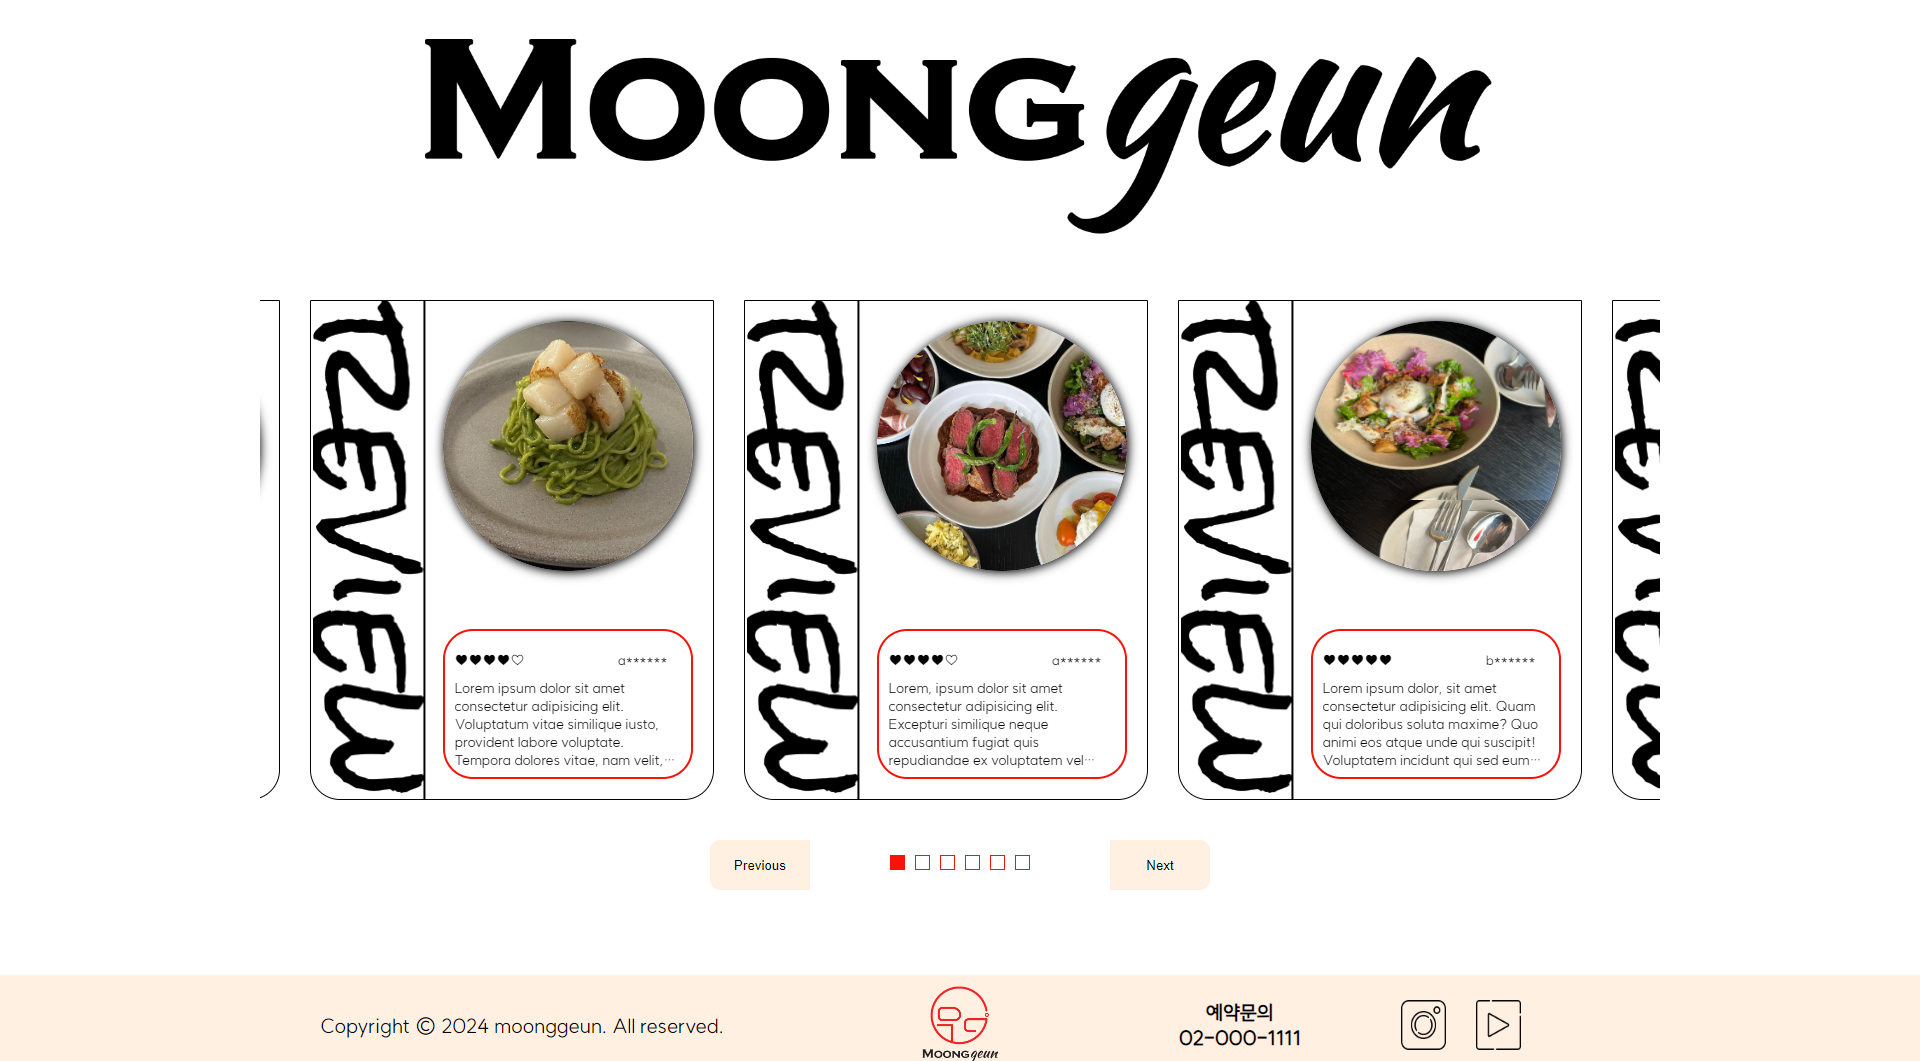 Moonggeun
REVIEW
♥♥♥♥♡ a******
Lorem ipsum dolor sit amet
consectetur adipisicing elit.
Voluptatum vitae similique iusto,
provident labore voluptate.
Tempora dolores vitae, nam velit,…
REVIEW
♥♥♥♥♡ a******
Lorem, ipsum dolor sit amet
consectetur adipisicing elit.
Excepturi similique neque
accusantium fugiat quis
repudiandae ex voluptatem vel…
REVIEW
♥♥♥♥♥ b******
Lorem ipsum dolor, sit amet
consectetur adipisicing elit. Quam
qui doloribus soluta maxime? Quo
animi eos atque unde qui suscipit!
Voluptatem incidunt qui sed eum…
Previous
Next
Copyright © 2024 moonggeun. All reserved.
Moonggeun
예약문의
02-000-1111